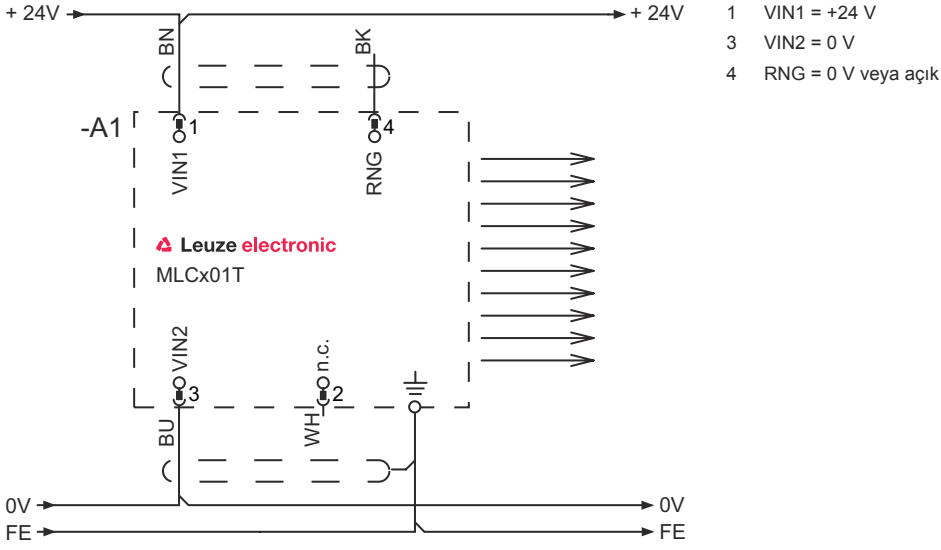 + 24V
+ 24V
1 VIN1 = +24 V
3 VIN2 = 0 V
4 RNG = 0 V veya açık
BN
BK
-A1
1
4
VIN1
RNG
Leuze electronic
MLCx01T
VIN2
n.c.
3
2
BU
WH
0V
0V
FE
FE